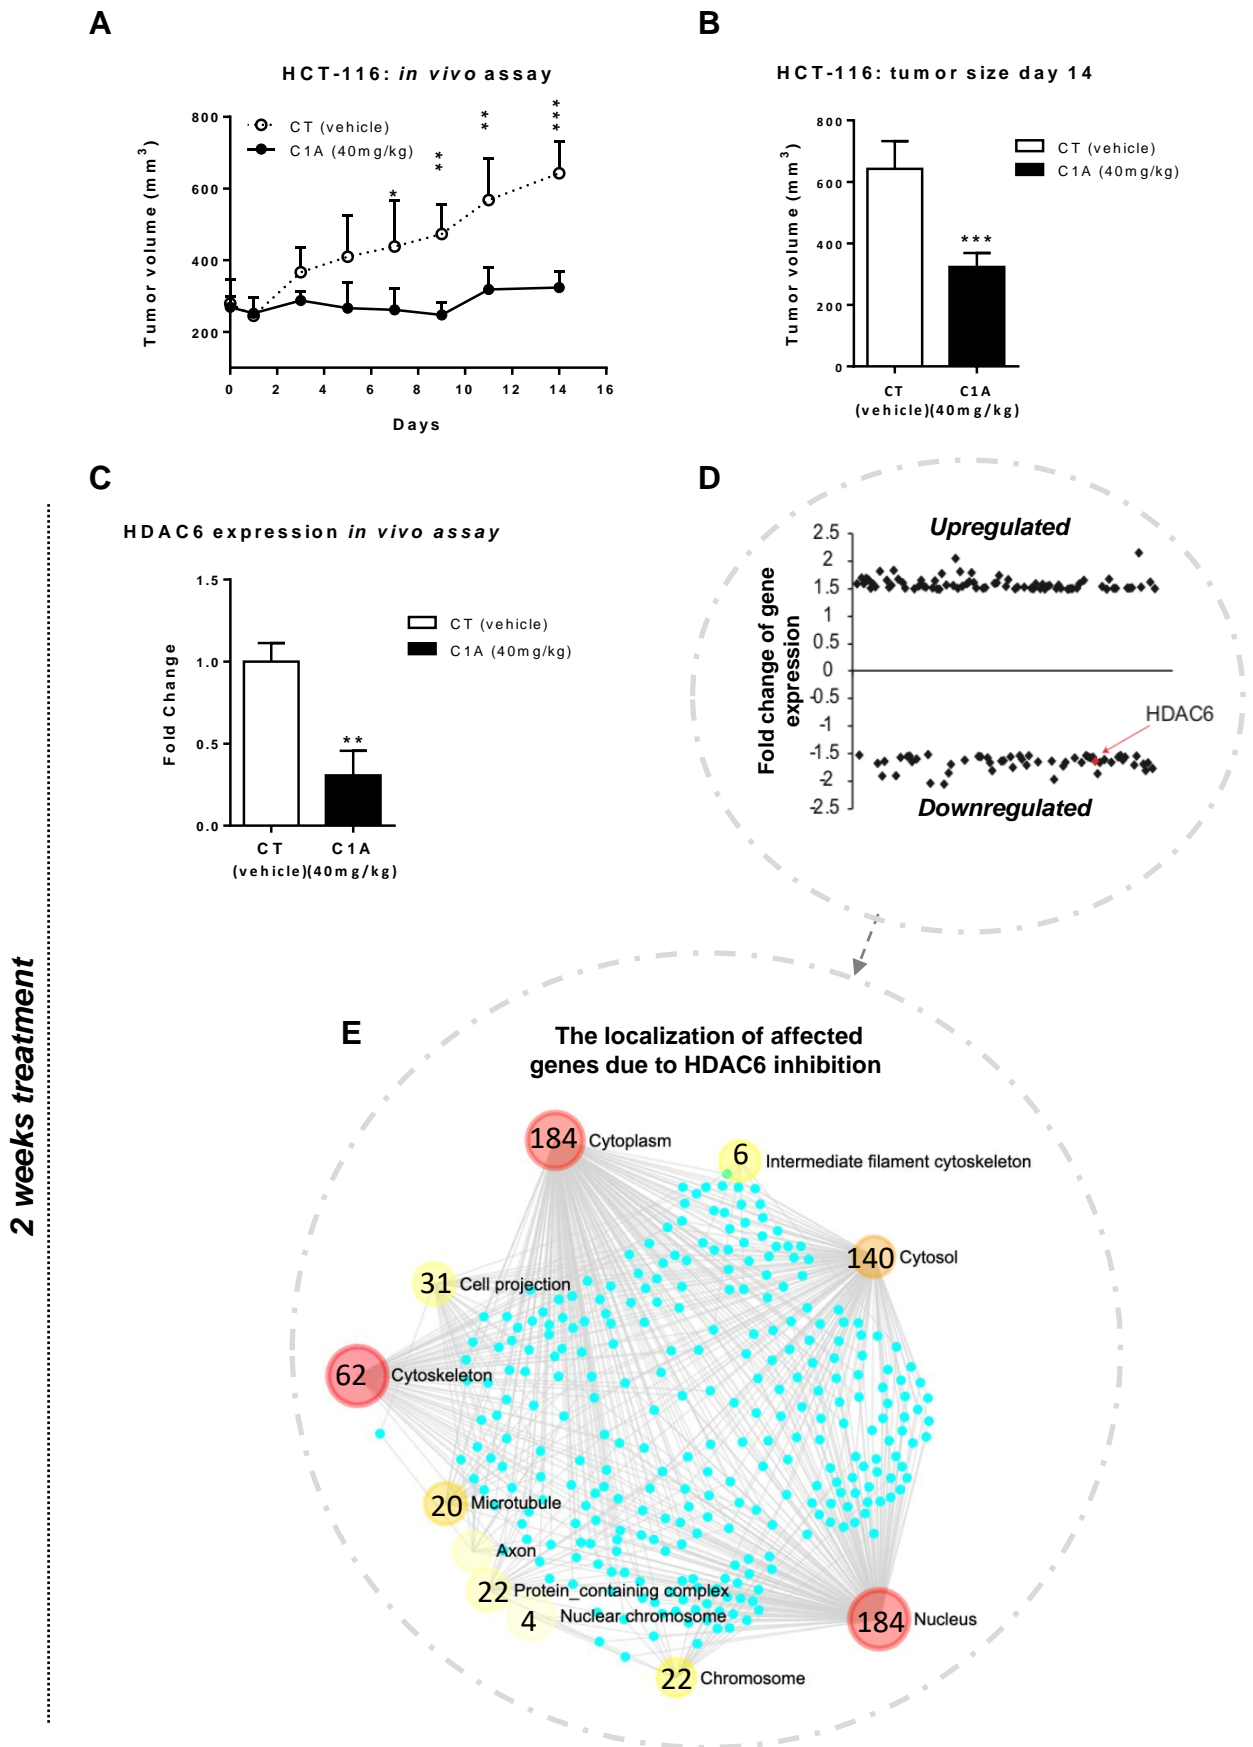 A
HCT-116: in vivo assay
CT (vehicle)
C1A (40mg/kg)
Tumor volume (mm3)
800
600
400
200
*
**
**
***
0 2 4 6 8 10 12 14 16
Days
B
HCT-116: tumor size day 14
CT (vehicle)
C1A (40mg/kg)
Tumor volume (mm3)
800
600
400
200
0
***
CT C1A
(vehicle)(40mg/kg)
C
HDAC6 expression in vivo assay
CT (vehicle)
C1A (40mg/kg)
Fold Change
1.5
1.0
0.5
0.0
**
CT C1A
(vehicle)(40mg/kg)
D
Upregulated
Fold change of gene
expression
2.5
2
1.5
1
0.5
0
-0.5
-1
-1.5
-2
-2.5
HDAC6
Downregulated
2 weeks treatment
E
The localization of affected
genes due to HDAC6 inhibition
184 Cytoplasm
6 Intermediate filament cytoskeleton
140 Cytosol
31 Cell projection
62 Cytoskeleton
20 Microtubule
Axon
22 Protein_containing complex
4 Nuclear chromosome
184 Nucleus
22 Chromosome